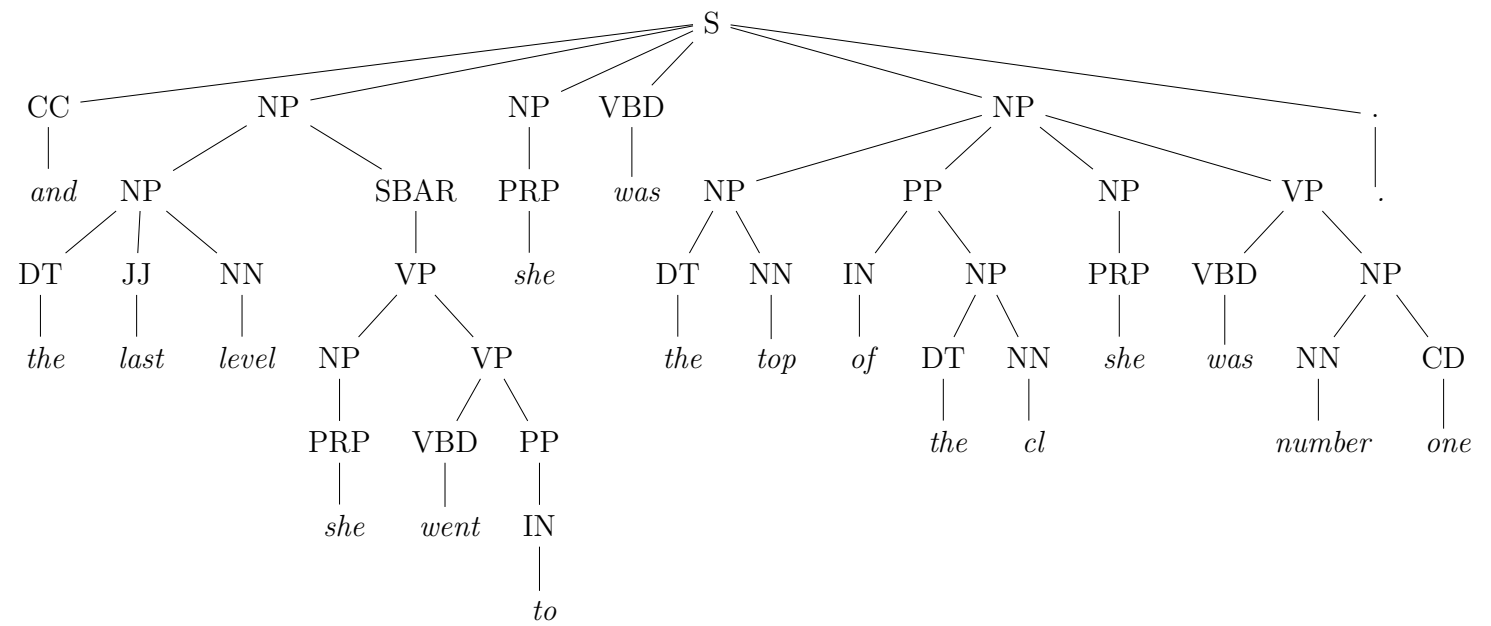 S
CC NP NP VBD NP .
and NP SBAR PRP was NP PP NP VP .
DT JJ NN VP she DT NN IN NP PRP VBD NP
the last level NP VP the top of DT NN she was NN CD
PRP VBD PP the cl number one
she went IN
to